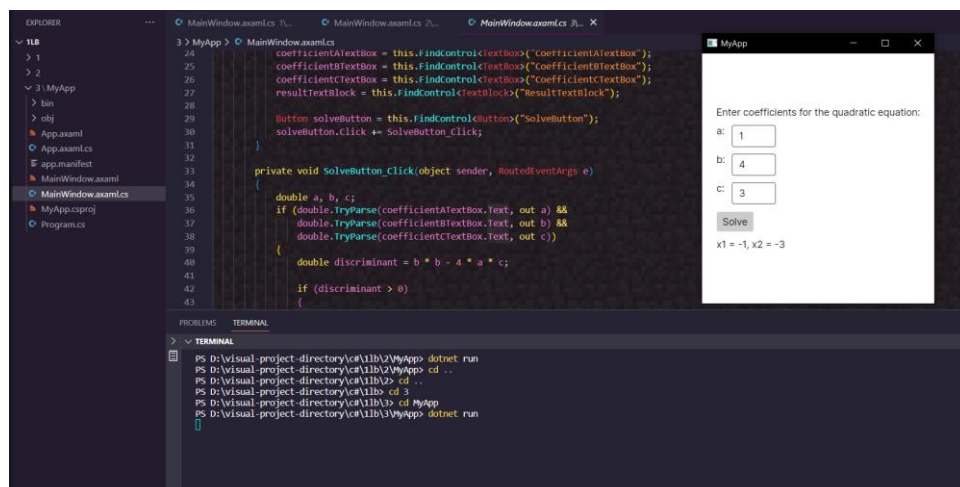 EXPLORER ...
1LB
1
2
3 \ MyApp
bin
obj
App.axaml
App.axaml.cs
app.manifest
MainWindow.axaml
MainWindow.axaml.cs
MyApp.csproj
Program.cs
MainWindow.axaml.cs 1\...
MainWindow.axaml.cs 2\...
MainWindow.axaml.cs 3\... X
3 > MyApp > MainWindow.axaml.cs
24 coefficientATextBox = this.FindControl<TextBox>("CoefficientATextBox");
25 coefficientBTextBox = this.FindControl<TextBox>("CoefficientBTextBox");
26 coefficientCTextBox = this.FindControl<TextBox>("CoefficientCTextBox");
27 resultTextBlock = this.FindControl<TextBlock>("ResultTextBlock");
28
29 Button solveButton = this.FindControl<Button>("SolveButton");
30 solveButton.Click += SolveButton_Click;
31 }
32
33 private void SolveButton_Click(object sender, RoutedEventArgs e)
34 {
35 double a, b, c;
36 if (double.TryParse(coefficientATextBox.Text, out a) &&
37 double.TryParse(coefficientBTextBox.Text, out b) &&
38 double.TryParse(coefficientCTextBox.Text, out c))
39 {
40 double discriminant = b * b - 4 * a * c;
41
42 if (discriminant > 0)
43 {
MyApp
Enter coefficients for the quadratic equation:
a: 1
b: 4
c: 3
Solve
x1 = -1, x2 = -3
PROBLEMS TERMINAL
TERMINAL
PS D:\visual-project-directory\c#\1lb\2\MyApp> dotnet run
PS D:\visual-project-directory\c#\1lb\2\MyApp> cd ..
PS D:\visual-project-directory\c#\1lb\2> cd ..
PS D:\visual-project-directory\c#\1lb> cd 3
PS D:\visual-project-directory\c#\1lb\3> cd MyApp
PS D:\visual-project-directory\c#\1lb\3\MyApp> dotnet run